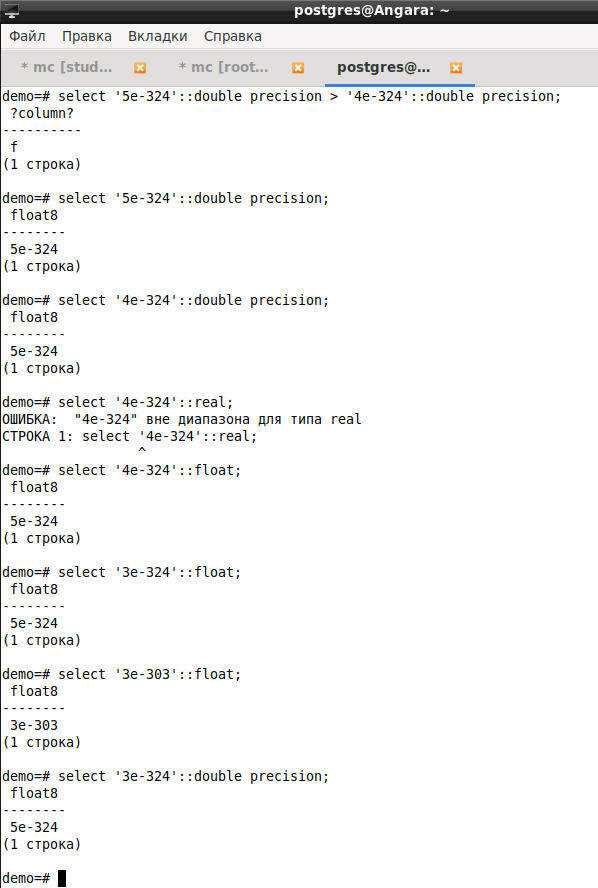 postgres@Angara: ~
Файл Правка Вкладки Справка
* mc [stud... * mc [root... postgres@...
demo=# select '5e-324'::double precision > '4e-324'::double precision;
?column?
----------
f
(1 строка)
demo=# select '5e-324'::double precision;
float8
--------
5e-324
(1 строка)
demo=# select '4e-324'::double precision;
float8
--------
5e-324
(1 строка)
demo=# select '4e-324'::real;
ОШИБКА:  "4e-324" вне диапазона для типа real
СТРОКА 1: select '4e-324'::real;
^
demo=# select '4e-324'::float;
float8
--------
5e-324
(1 строка)
demo=# select '3e-324'::float;
float8
--------
5e-324
(1 строка)
demo=# select '3e-303'::float;
float8
--------
3e-303
(1 строка)
demo=# select '3e-324'::double precision;
float8
--------
5e-324
(1 строка)
demo=#